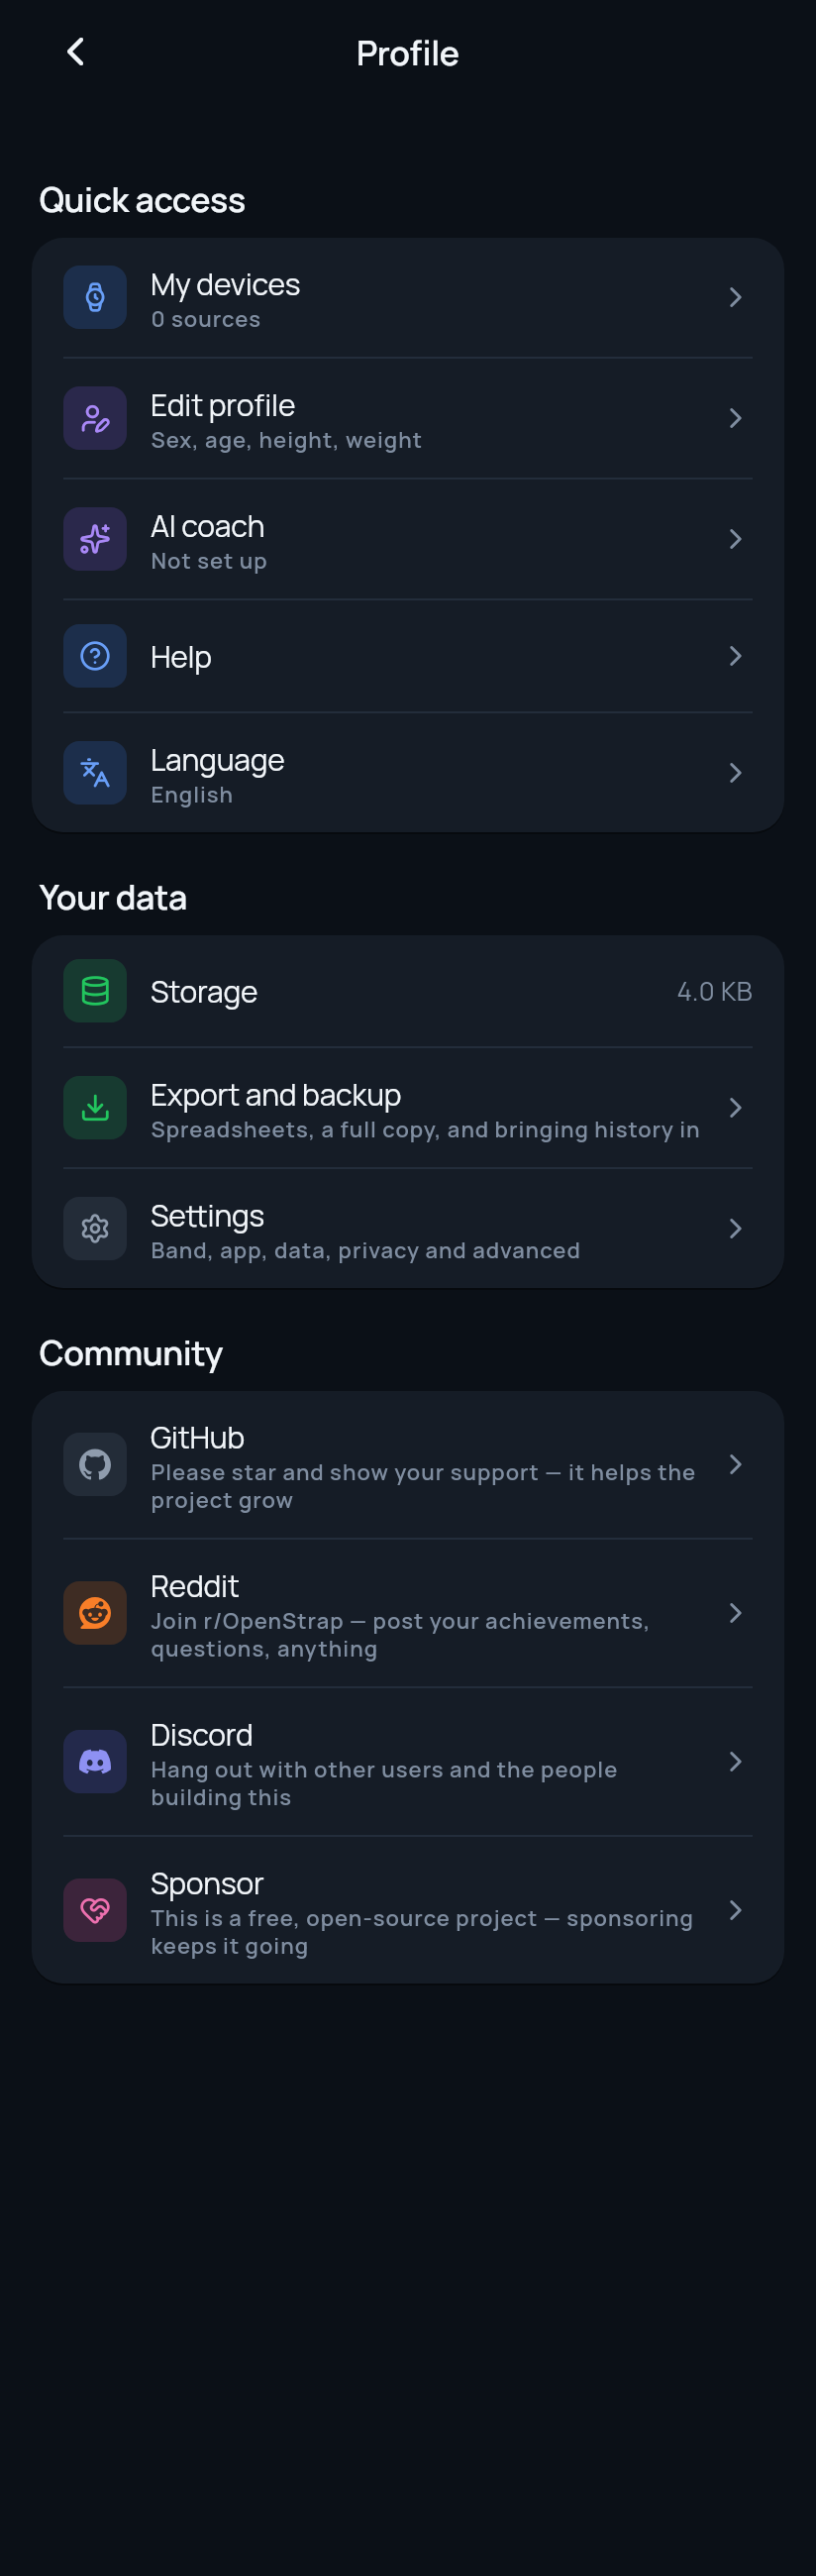 Profile
Quick access
My devices
0 sources
Edit profile
Sex, age, height, weight
AI coach
Not set up
Help
Language
English
Your data
Storage
4.0 KB
Export and backup
Spreadsheets, a full copy, and bringing history in
Settings
Band, app, data, privacy and advanced
Community
GitHub
Please star and show your support — it helps the
project grow
Reddit
Join r/OpenStrap — post your achievements,
questions, anything
Discord
Hang out with other users and the people
building this
Sponsor
This is a free, open-source project — sponsoring
keeps it going